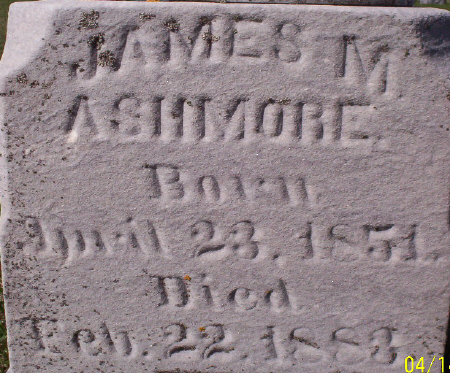 JAMES M
ASHMORE.
Born
April 23, 1851.
Died
Feb. 22, 1883
04/1